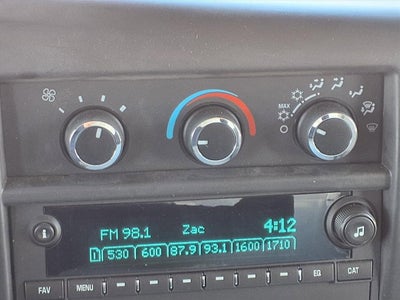 MAX
i
FM 98.1 Zac 4:12
1 530 600 87.9 93.1 1600 1710
FAV MENU EQ CAT